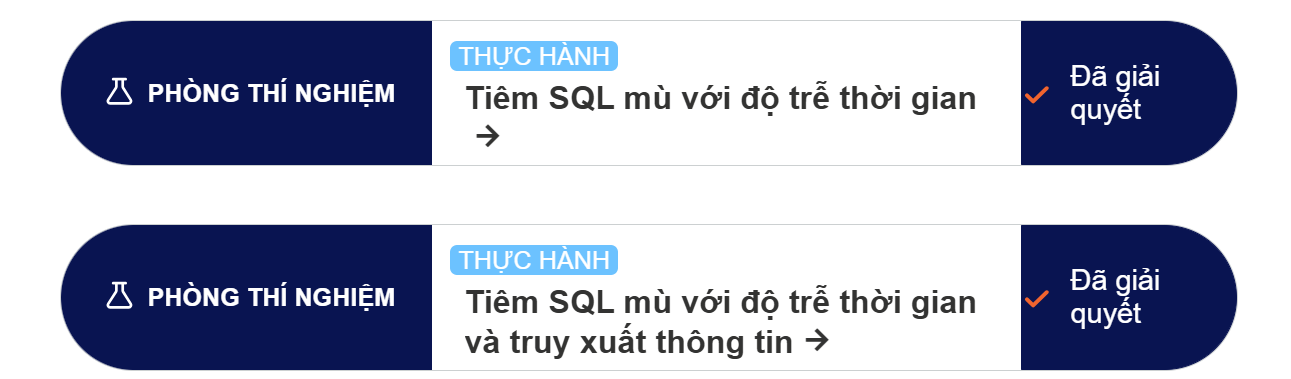 PHÒNG THÍ NGHIỆM
THỰC HÀNH
Tiêm SQL mù với độ trễ thời gian
→
Đã giải
quyết
PHÒNG THÍ NGHIỆM
THỰC HÀNH
Tiêm SQL mù với độ trễ thời gian
và truy xuất thông tin →
Đã giải
quyết